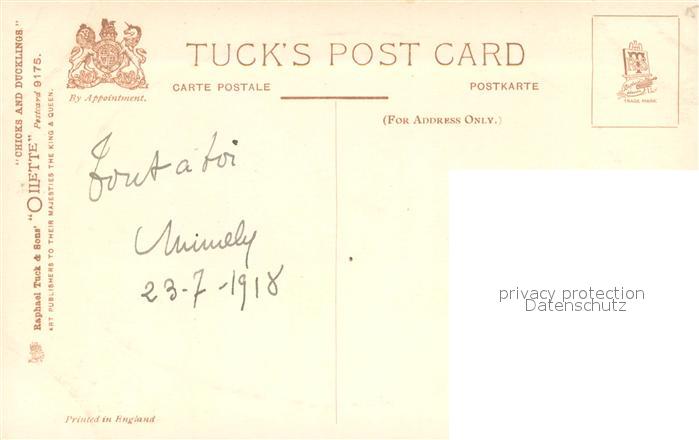 "CHICKS AND DUCKLINGS."
Raphael Tuck & Sons' "OILETTE" Postcard 9175.
ART PUBLISHERS TO THEIR MAJESTIES THE KING & QUEEN.
By Appointment.
TUCK'S POST CARD
CARTE POSTALE
POSTKARTE
(FOR ADDRESS ONLY.)
TRADE MARK
Tout à toi
23-7-1918
privacy protection
Datenschutz
Printed in England